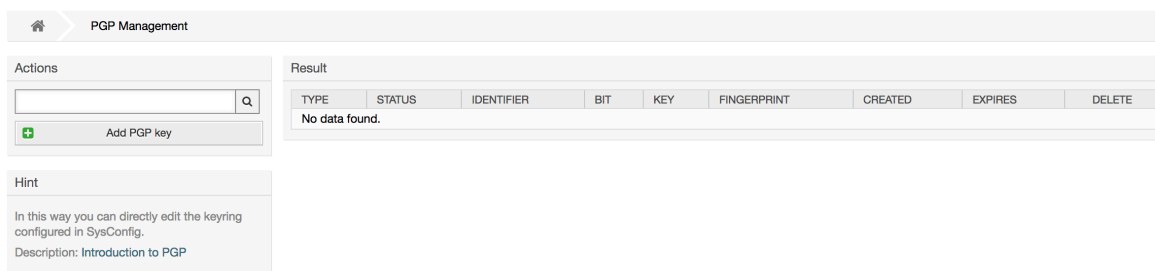 PGP Management
Actions
Add PGP key
Hint
In this way you can directly edit the keyring
configured in SysConfig.
Description: Introduction to PGP
Result
TYPE STATUS IDENTIFIER BIT KEY FINGERPRINT CREATED EXPIRES DELETE
No data found.